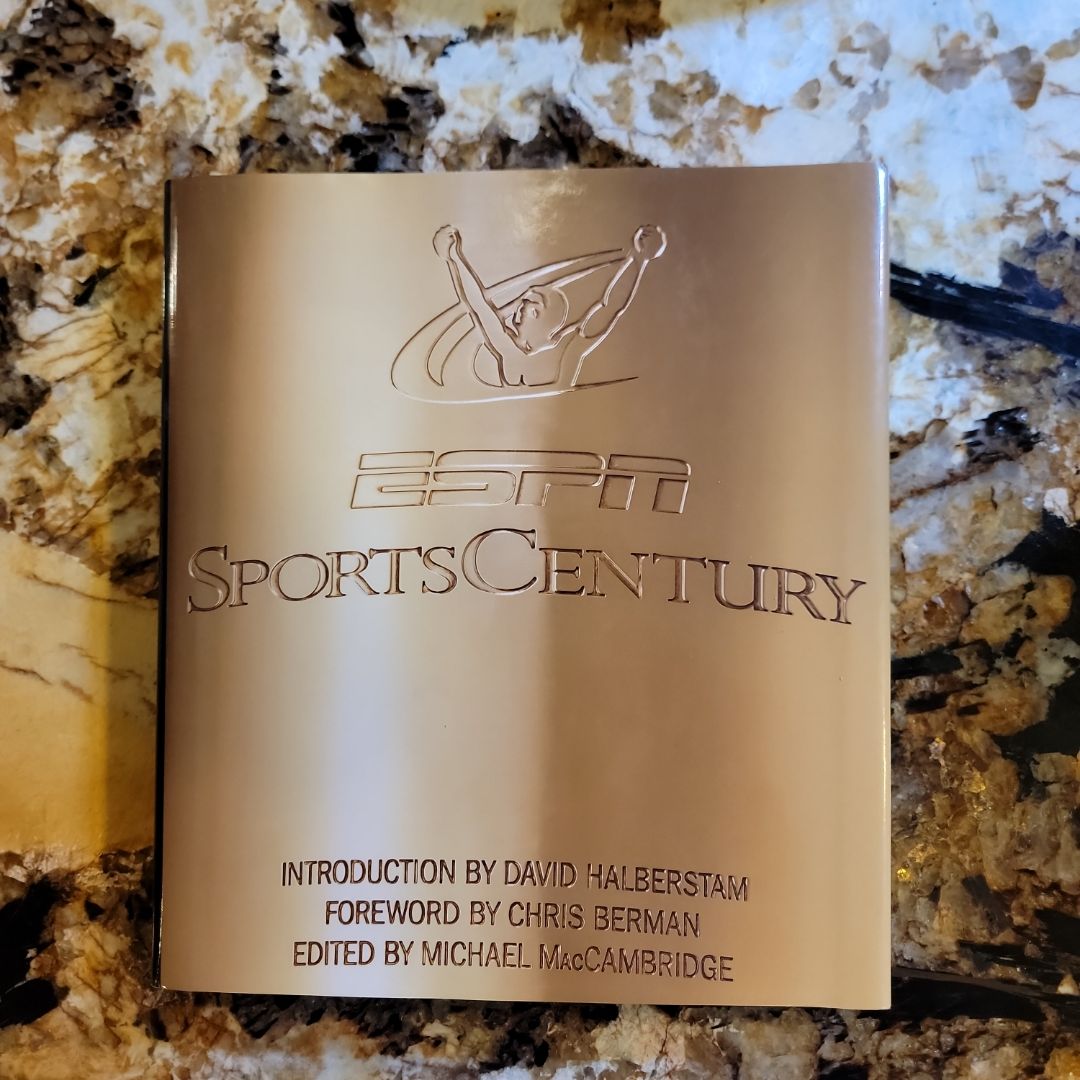 ESPN
SPORTSCENTURY
INTRODUCTION BY DAVID HALBERSTAM
FOREWORD BY CHRIS BERMAN
EDITED BY MICHAEL MACCAMBRIDGE